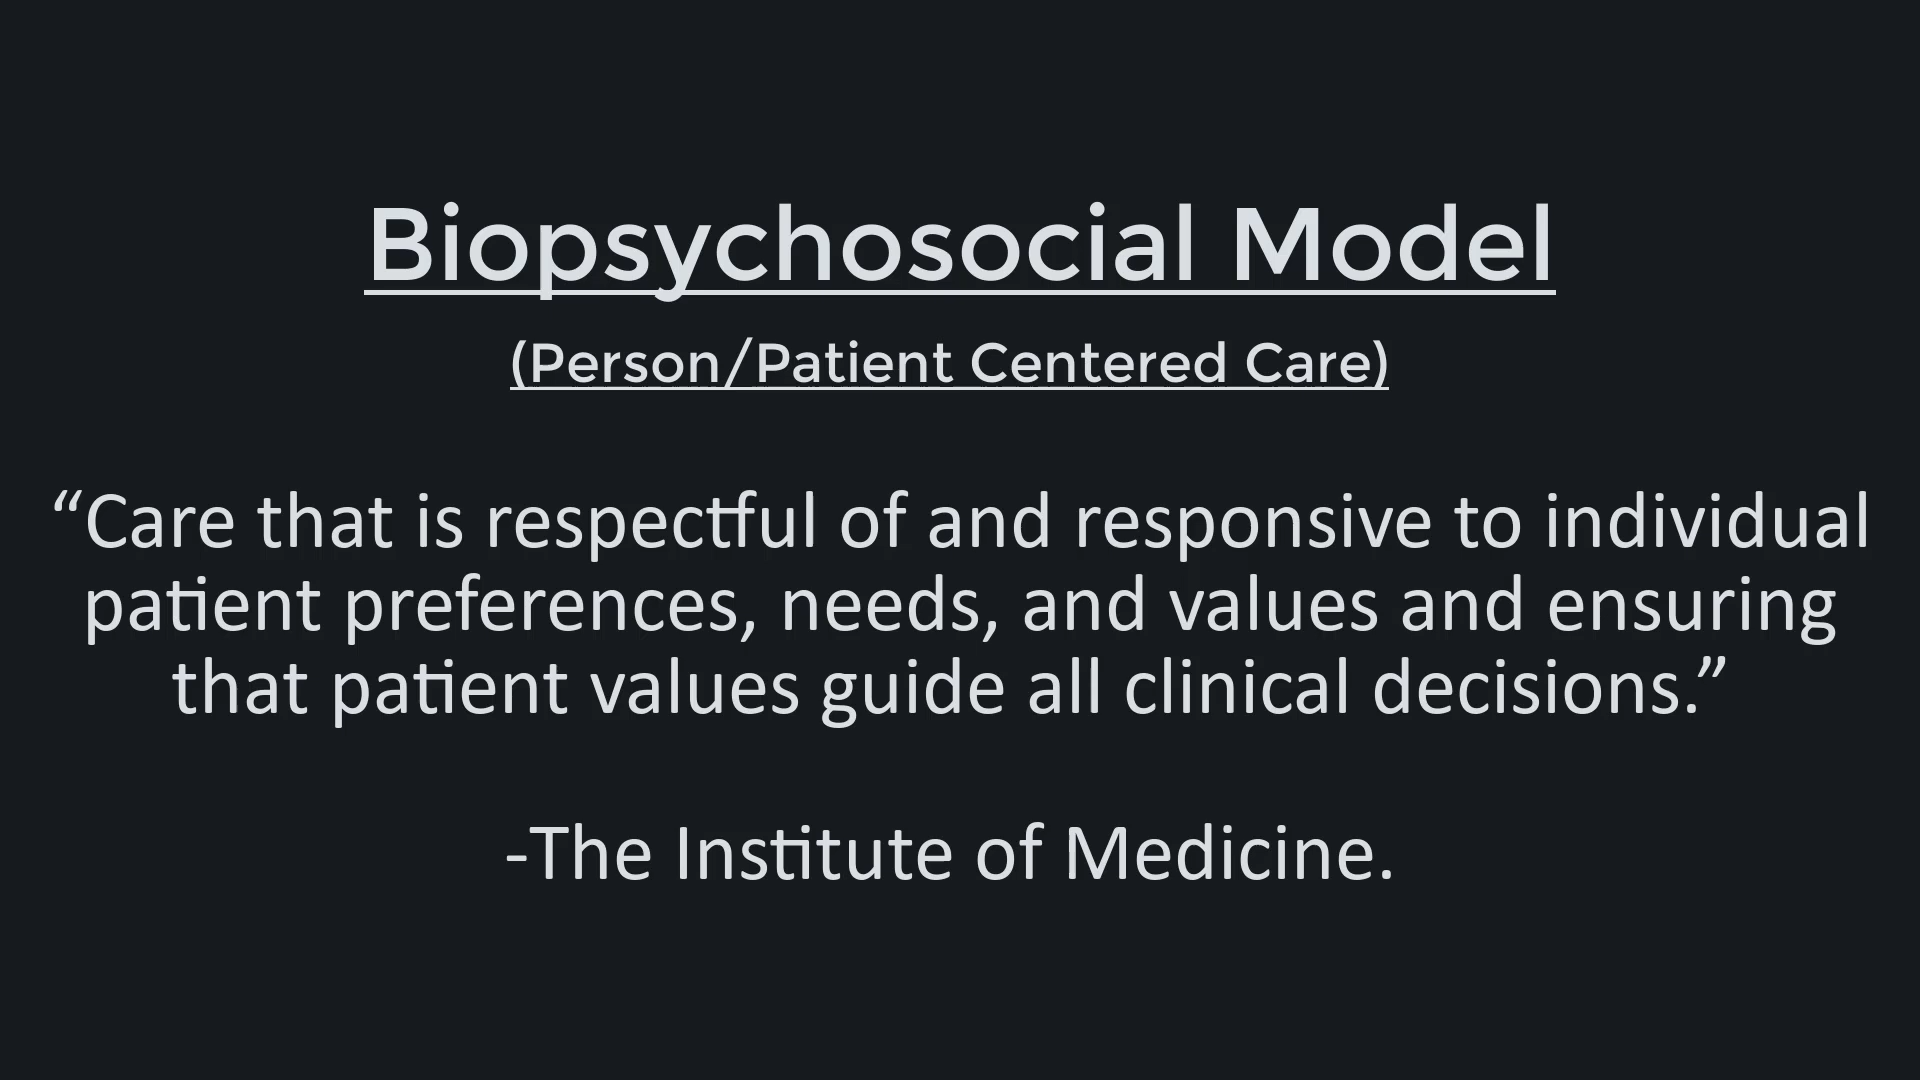 Biopsychosocial Model
(Person/Patient Centered Care)
“Care that is respectful of and responsive to individual
patient preferences, needs, and values and ensuring
that patient values guide all clinical decisions.”
-The Institute of Medicine.